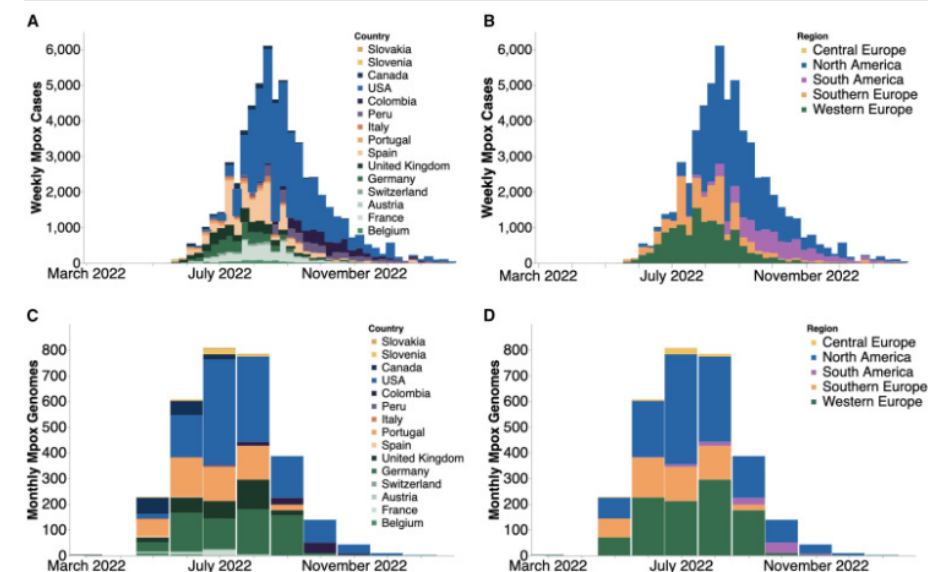 A
Weekly Mpox Cases
6,000
5,000
4,000
3,000
2,000
1,000
0
March 2022
July 2022
November 2022
Country
Slovakia
Slovenia
Canada
USA
Colombia
Peru
Italy
Portugal
Spain
United Kingdom
Germany
Switzerland
Austria
France
Belgium
B
Weekly Mpox Cases
6,000
5,000
4,000
3,000
2,000
1,000
0
March 2022
July 2022
November 2022
Region
Central Europe
North America
South America
Southern Europe
Western Europe
C
Monthly Mpox Genomes
800
700
600
500
400
300
200
100
0
March 2022
July 2022
November 2022
Country
Slovakia
Slovenia
Canada
USA
Colombia
Peru
Italy
Portugal
Spain
United Kingdom
Germany
Switzerland
Austria
France
Belgium
D
Monthly Mpox Genomes
800
700
600
500
400
300
200
100
0
March 2022
July 2022
November 2022
Region
Central Europe
North America
South America
Southern Europe
Western Europe